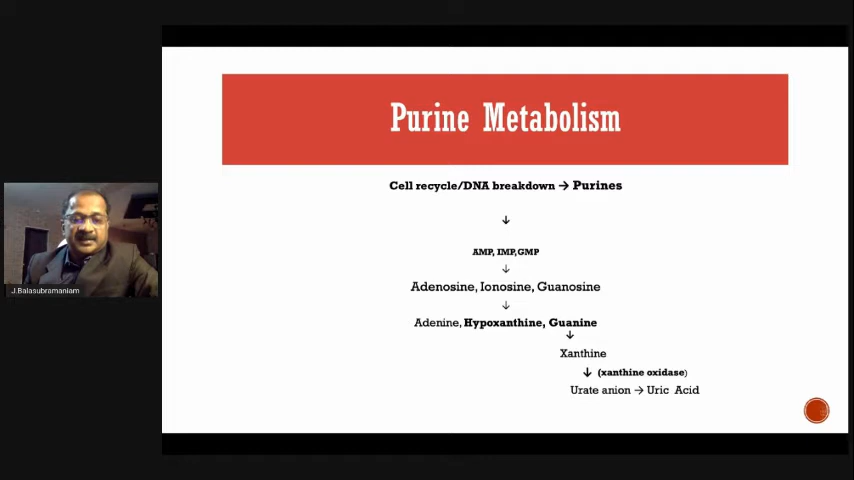 Purine Metabolism
Cell recycle/DNA breakdown → Purines
↓
AMP, IMP,GMP
↓
Adenosine, Ionosine, Guanosine
↓
Adenine, Hypoxanthine, Guanine
↓
Xanthine
↓ (xanthine oxidase)
Urate anion → Uric Acid
J.Balasubramaniam